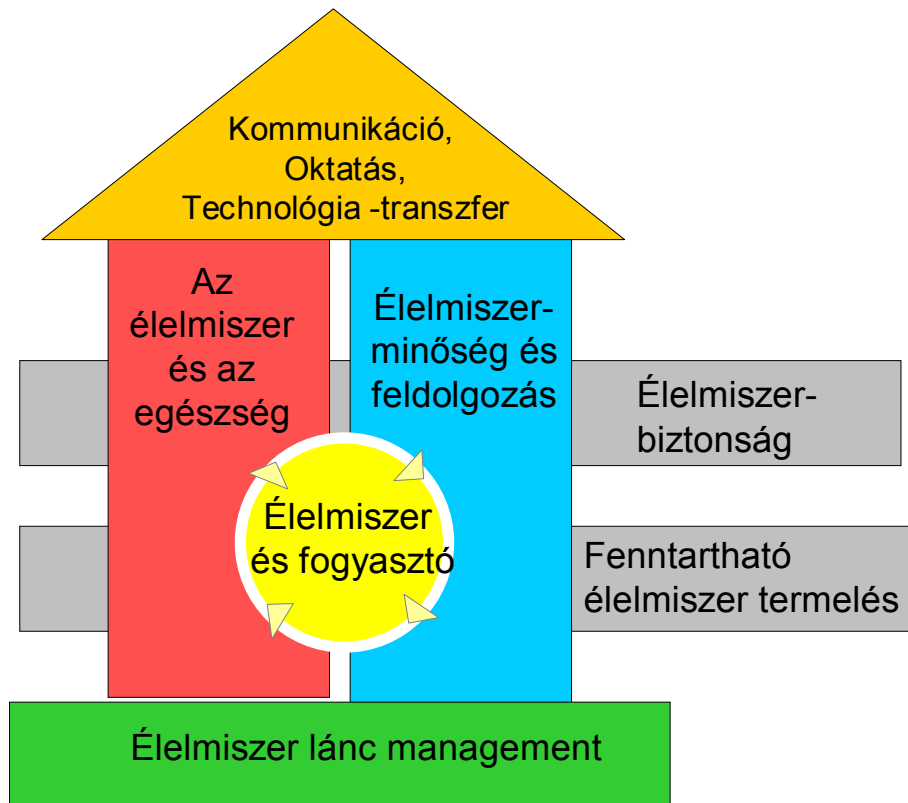 Kommunikáció,
Oktatás,
Technológia -transzfer
Az
élelmiszer
és az
egészség
Élelmiszer-
minőség és
feldolgozás
Élelmiszer-
biztonság
Élelmiszer
és fogyasztó
Fenntartható
élelmiszer termelés
Élelmiszer lánc management